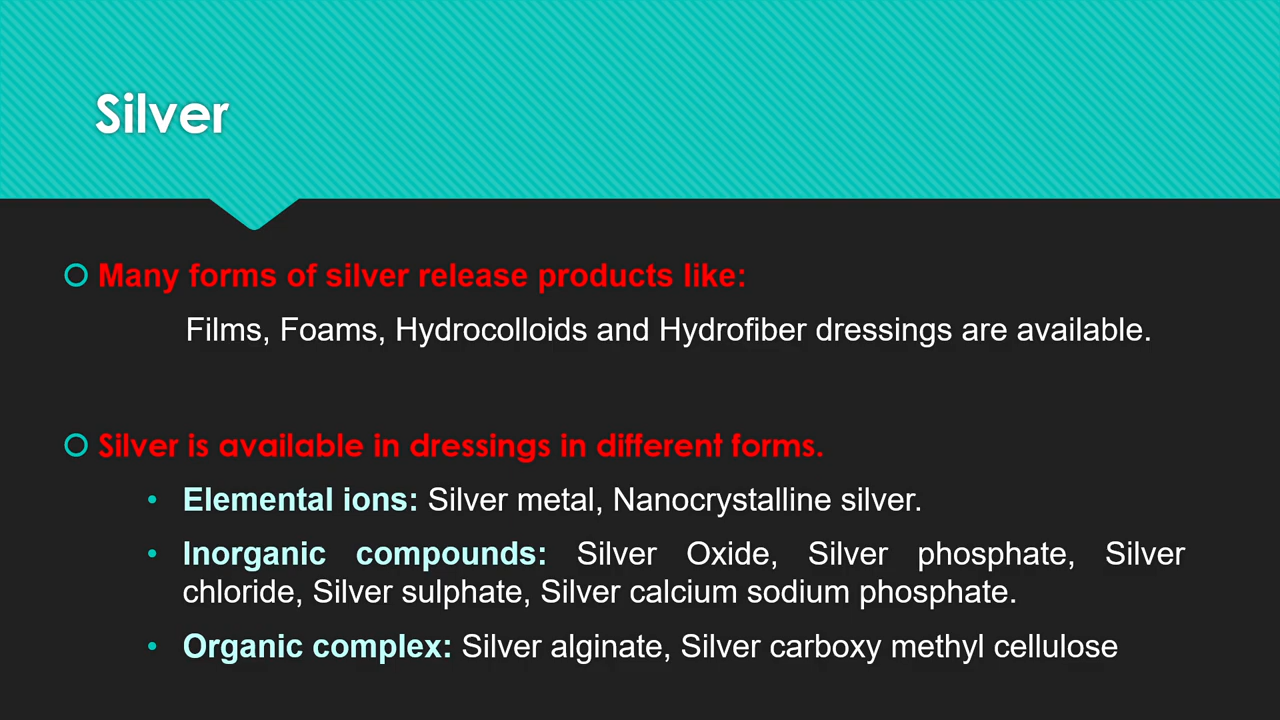 Silver
Many forms of silver release products like:
Films, Foams, Hydrocolloids and Hydrofiber dressings are available.
Silver is available in dressings in different forms.
• Elemental ions: Silver metal, Nanocrystalline silver.
• Inorganic compounds: Silver Oxide, Silver phosphate, Silver
chloride, Silver sulphate, Silver calcium sodium phosphate.
• Organic complex: Silver alginate, Silver carboxy methyl cellulose